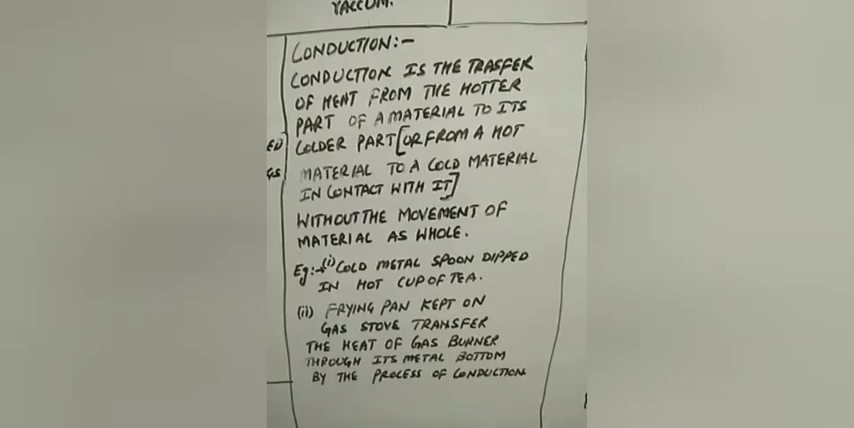 VACCUM.
CONDUCTION:-
CONDUCTION IS THE TRASFER
OF HEAT FROM THE HOTTER
PART OF A MATERIAL TO ITS
COLDER PART [OR FROM A HOT
MATERIAL TO A COLD MATERIAL
IN CONTACT WITH IT]
WITHOUT THE MOVEMENT OF
MATERIAL AS WHOLE.
Eg:- (i) COLD METAL SPOON DIPPED
IN HOT CUP OF TEA.
(ii) FRYING PAN KEPT ON
GAS STOVE TRANSFER
THE HEAT OF GAS BURNER
THROUGH ITS METAL BOTTOM
BY THE PROCESS OF CONDUCTION